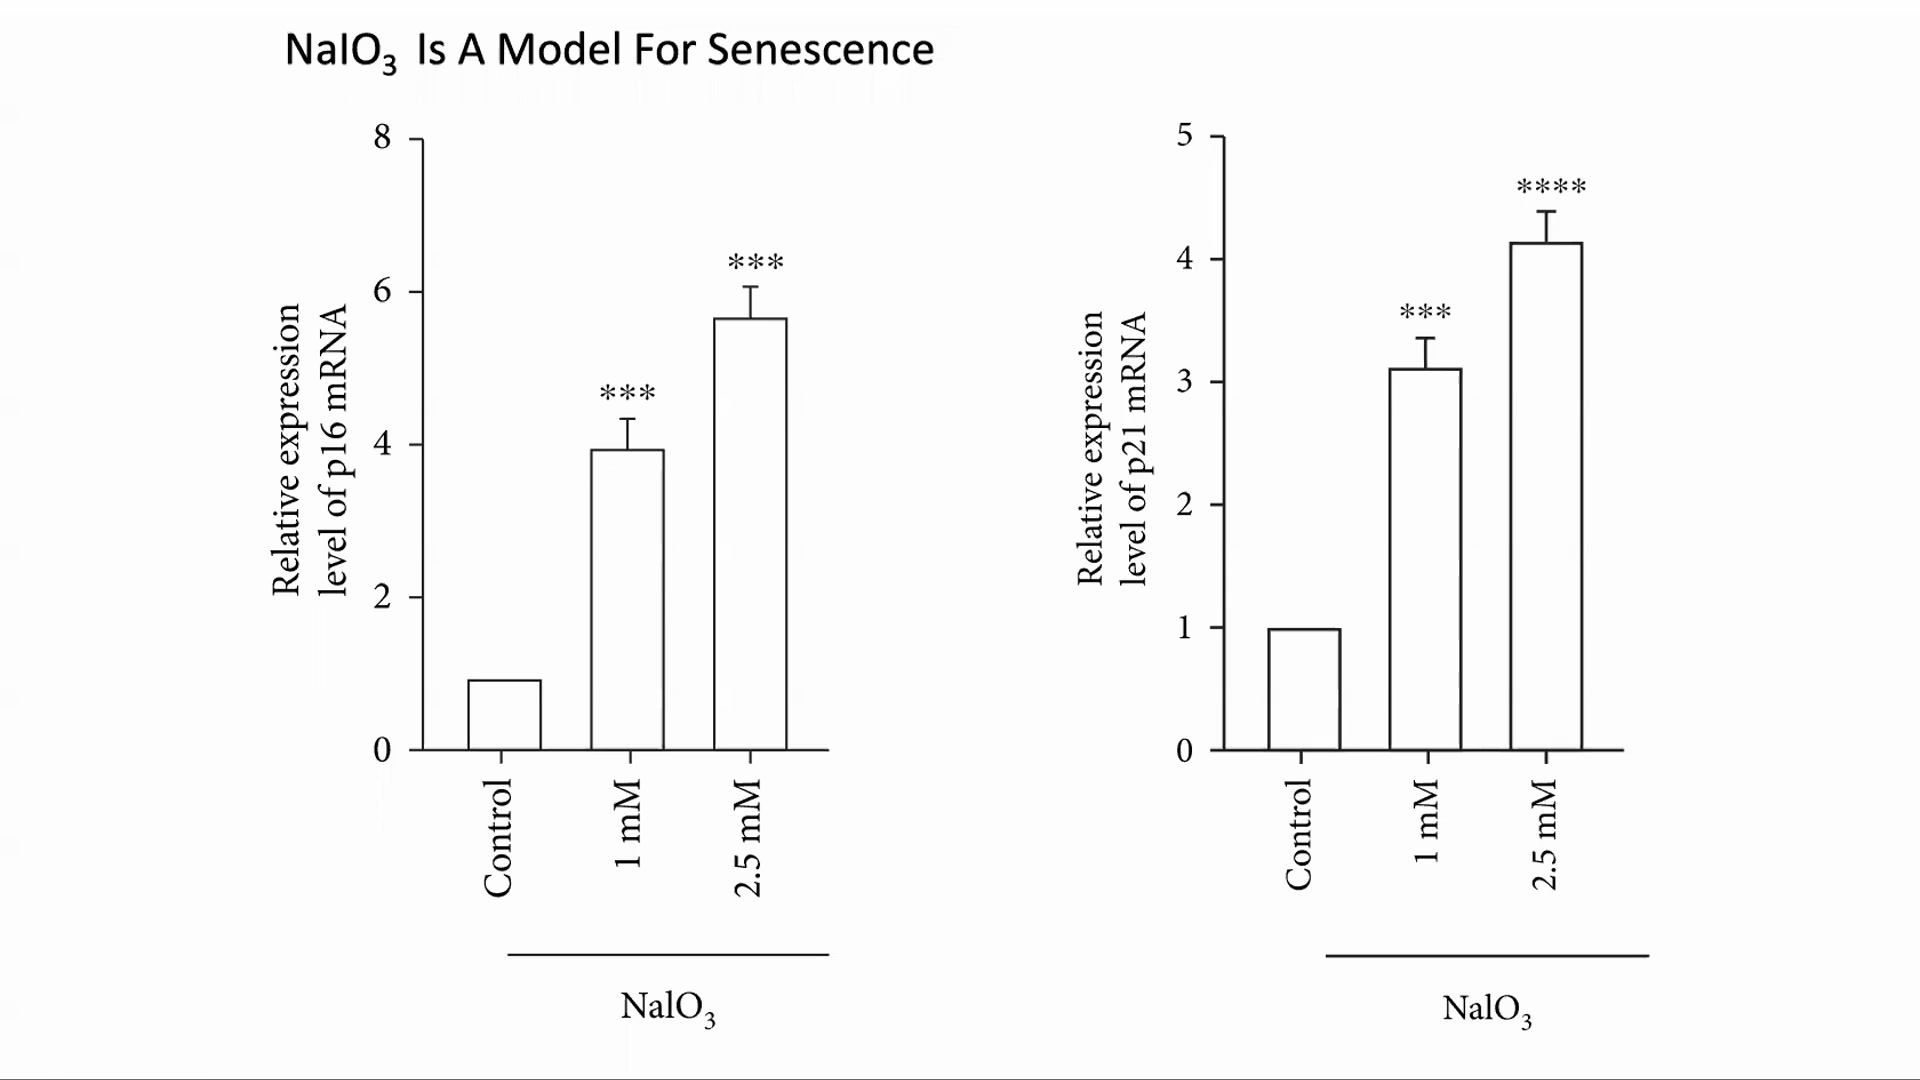 NaIO₃ Is A Model For Senescence
Relative expression
level of p16 mRNA
8
6
4
2
0
***
***
Control
1 mM
2.5 mM
NalO₃
Relative expression
level of p21 mRNA
5
4
3
2
1
0
***
****
Control
1 mM
2.5 mM
NalO₃